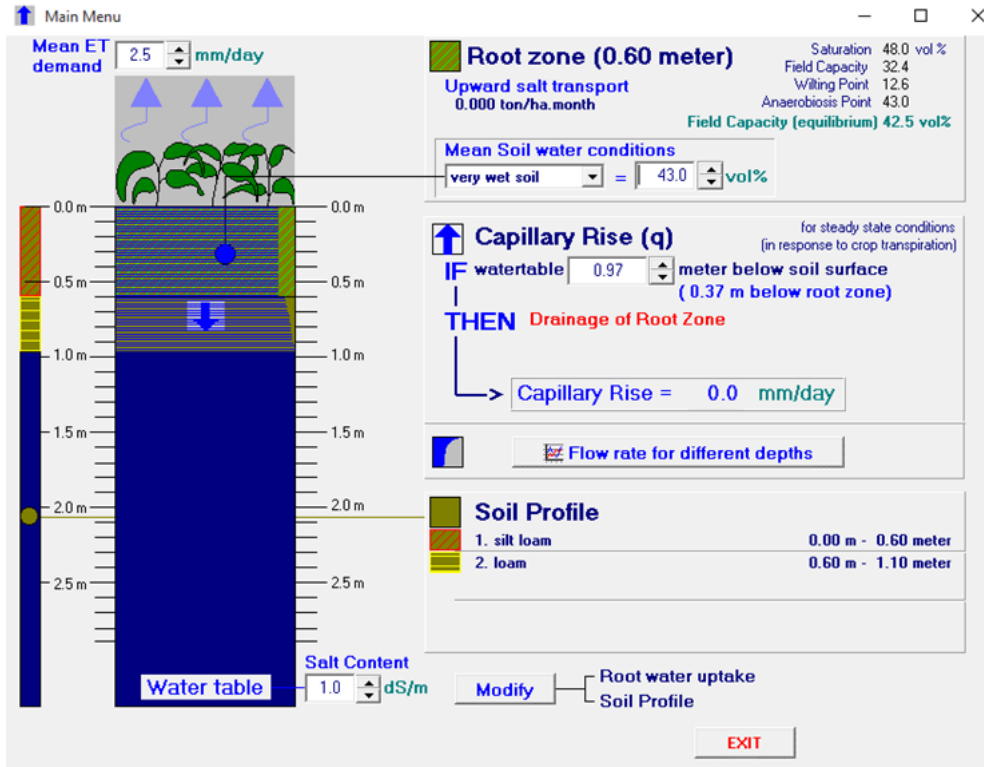 Main Menu
Mean ET demand 2.5 mm/day
Root zone (0.60 meter)
Upward salt transport
0.000 ton/ha.month
Saturation 48.0 vol %
Field Capacity 32.4
Wilting Point 12.6
Anaerobiosis Point 43.0
Field Capacity (equilibrium) 42.5 vol%
Mean Soil water conditions
very wet soil = 43.0 vol%
0.0 m 0.0 m
0.5 m 0.5 m
1.0 m 1.0 m
1.5 m 1.5 m
2.0 m 2.0 m
2.5 m 2.5 m
Capillary Rise (q)
for steady state conditions
(in response to crop transpiration)
IF watertable 0.97 meter below soil surface
( 0.37 m below root zone)
THEN Drainage of Root Zone
Capillary Rise = 0.0 mm/day
Flow rate for different depths
Soil Profile
1. silt loam 0.00 m - 0.60 meter
2. loam 0.60 m - 1.10 meter
Salt Content
Water table 1.0 dS/m
Modify
Root water uptake
Soil Profile
EXIT